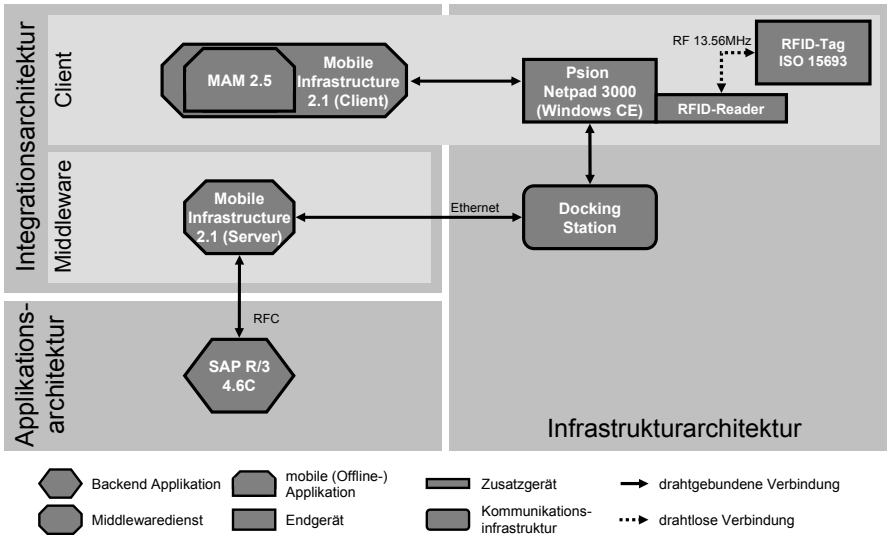 Integrationsarchitektur
Client
MAM 2.5
Mobile
Infrastructure
2.1 (Client)
Psion
Netpad 3000
(Windows CE)
RFID-Reader
RF 13.56MHz
RFID-Tag
ISO 15693
Middleware
Mobile
Infrastructure
2.1 (Server)
Ethernet
Docking
Station
Applikations-
architektur
RFC
SAP R/3
4.6C
Infrastrukturarchitektur
Backend Applikation
mobile (Offline-)
Applikation
Zusatzgerät
drahtgebundene Verbindung
Middlewaredienst
Endgerät
Kommunikations-
infrastruktur
drahtlose Verbindung